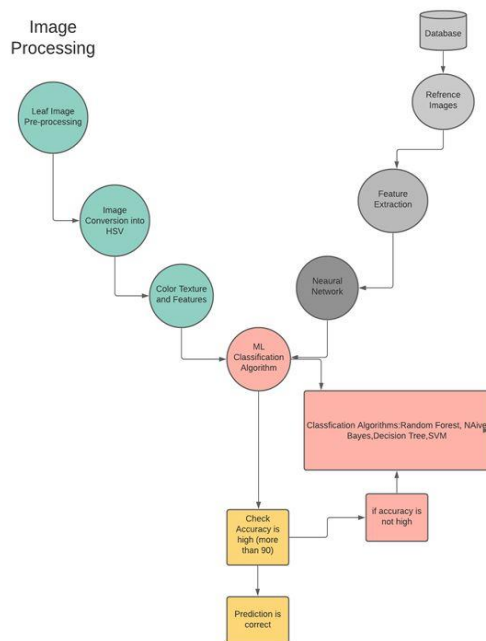 Image
Processing
Database
Leaf Image
Pre-processing
Refrence
Images
Image
Conversion into
HSV
Feature
Extraction
Color Texture
and Features
Neaural
Network
ML
Classification
Algorithm
Classfication Algorithms:Random Forest, NAive
Bayes,Decision Tree,SVM
Check
Accuracy is
high (more
than 90)
if accuracy is
not high
Prediction is
correct